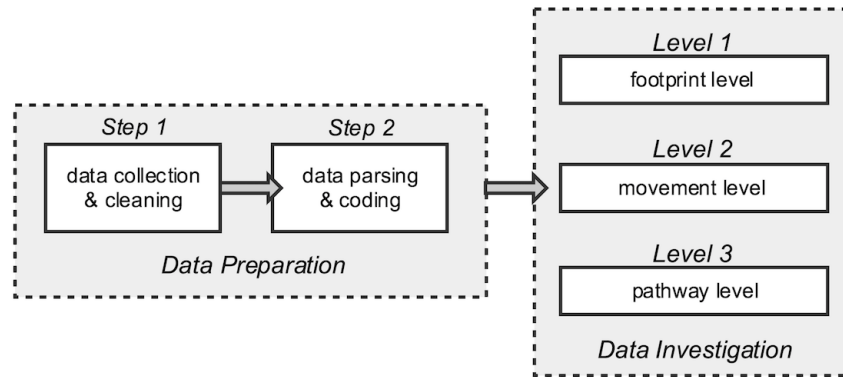 Step 1
data collection
& cleaning
Step 2
data parsing
& coding
Data Preparation
Level 1
footprint level
Level 2
movement level
Level 3
pathway level
Data Investigation